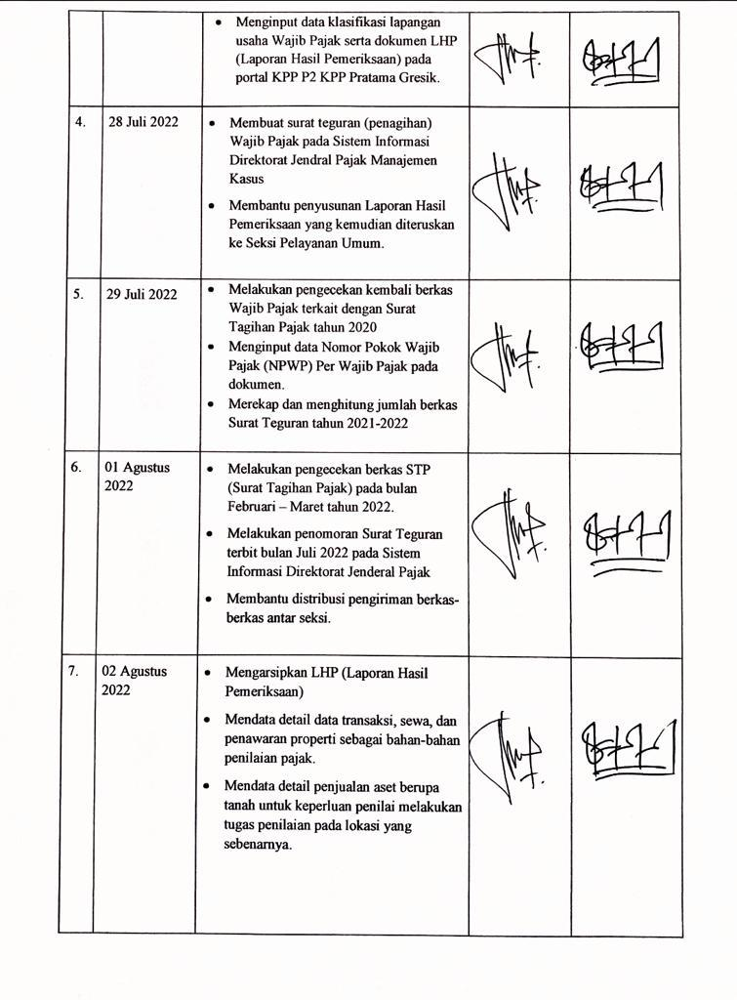 • Menginput data klasifikasi lapangan
usaha Wajib Pajak serta dokumen LHP
(Laporan Hasil Pemeriksaan) pada
portal KPP P2 KPP Pratama Gresik.
4. 28 Juli 2022 • Membuat surat teguran (penagihan)
Wajib Pajak pada Sistem Informasi
Direktorat Jendral Pajak Manajemen
Kasus
• Membantu penyusunan Laporan Hasil
Pemeriksaan yang kemudian diteruskan
ke Seksi Pelayanan Umum.
5. 29 Juli 2022 • Melakukan pengecekan kembali berkas
Wajib Pajak terkait dengan Surat
Tagihan Pajak tahun 2020
• Menginput data Nomor Pokok Wajib
Pajak (NPWP) Per Wajib Pajak pada
dokumen.
• Merekap dan menghitung jumlah berkas
Surat Teguran tahun 2021-2022
6. 01 Agustus • Melakukan pengecekan berkas STP
2022 (Surat Tagihan Pajak) pada bulan
Februari – Maret tahun 2022.
• Melakukan penomoran Surat Teguran
terbit bulan Juli 2022 pada Sistem
Informasi Direktorat Jenderal Pajak
• Membantu distribusi pengiriman berkas-
berkas antar seksi.
7. 02 Agustus • Mengarsipkan LHP (Laporan Hasil
2022 Pemeriksaan)
• Mendata detail data transaksi, sewa, dan
penawaran properti sebagai bahan-bahan
penilaian pajak.
• Mendata detail penjualan aset berupa
tanah untuk keperluan penilai melakukan
tugas penilaian pada lokasi yang
sebenarnya.